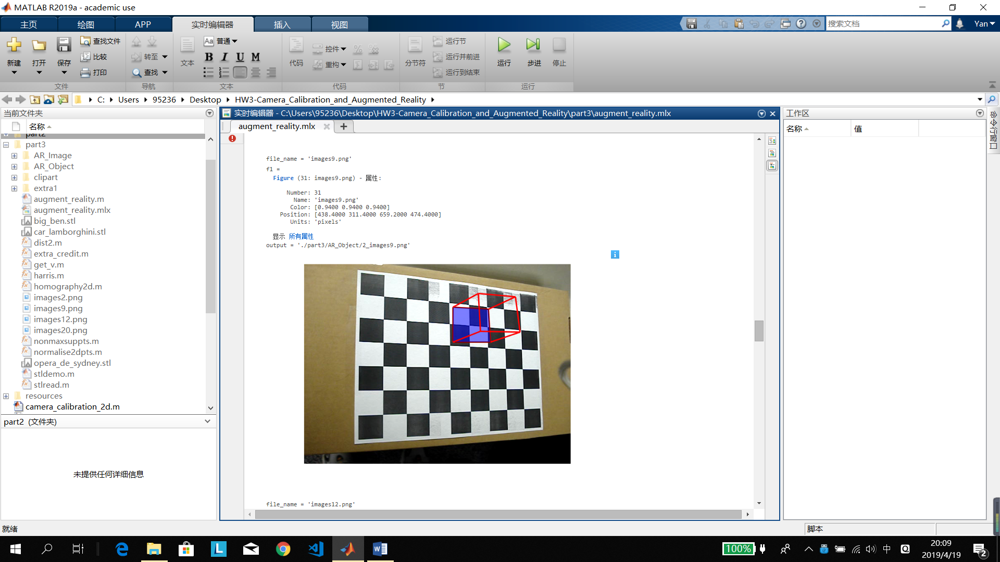 MATLAB R2019a - academic use
主页 绘图 APP 实时编辑器 插入 视图
搜索文档
Yan
新建 打开 保存 查找文件 比较 打印
文件
转至 查找
导航
文本 Aa 普通 B I U M
文本
代码 控件 重构
代码
分节符 运行节 运行并前进 运行到结束
节
运行 步进 停止
运行
C: Users 95236 Desktop HW3-Camera_Calibration_and_Augmented_Reality
当前文件夹
名称
part2
part3
AR_Image
AR_Object
clipart
extra1
augment_reality.m
augment_reality.mlx
big_ben.stl
car_lamborghini.stl
dist2.m
extra_credit.m
get_v.m
harris.m
homography2d.m
images2.png
images9.png
images12.png
images20.png
nonmaxsuppts.m
normalise2dpts.m
opera_de_sydney.stl
stldemo.m
stlread.m
resources
camera_calibration_2d.m
part2 (文件夹)
未提供任何详细信息
实时编辑器 - C:\Users\95236\Desktop\HW3-Camera_Calibration_and_Augmented_Reality\part3\augment_reality.mlx
augment_reality.mlx
file_name = 'images9.png'
f1 =
Figure (31: images9.png) - 属性:
Number: 31
Name: 'images9.png'
Color: [0.9400 0.9400 0.9400]
Position: [438.4000 311.4000 659.2000 474.4000]
Units: 'pixels'
显示 所有属性
output = './part3/AR_Object/2_images9.png'
file_name = 'images12.png'
工作区
名称 值
命令行窗口
就绪
脚本
100%
中
20:09
2019/4/19
2